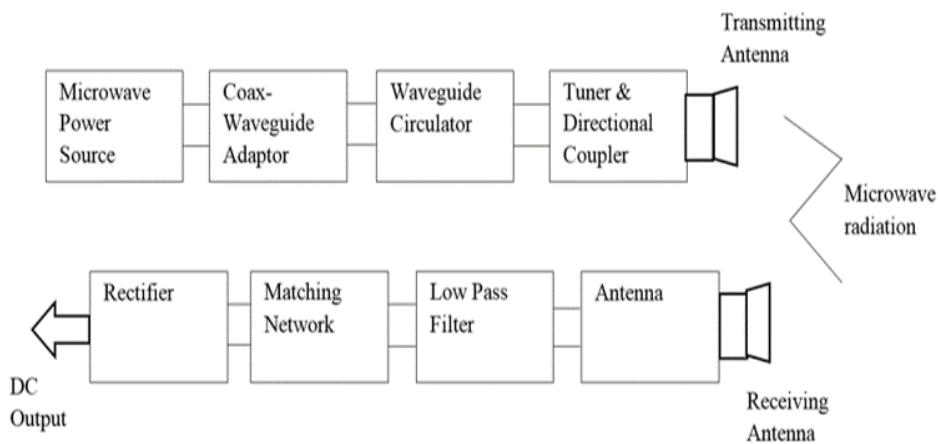 Transmitting
Antenna
Microwave
Power
Source
Coax-
Waveguide
Adaptor
Waveguide
Circulator
Tuner &
Directional
Coupler
Microwave
radiation
Rectifier
Matching
Network
Low Pass
Filter
Antenna
DC
Output
Receiving
Antenna